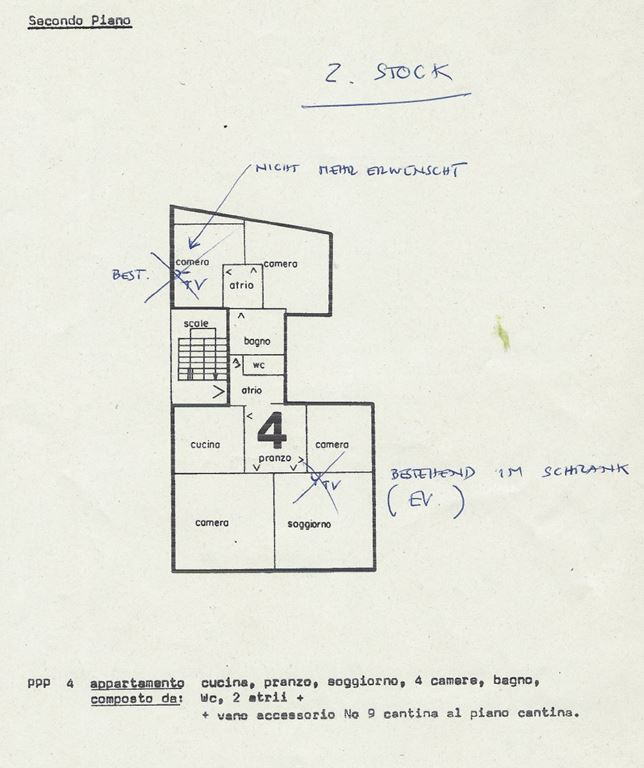 Secondo Piano
2. STOCK
NICHT MEHR ERWENSCHT
camera
camera
BEST.
TV
atrio
scale
bagno
wc
atrio
4
cucina
camera
pranzo
BESTEHEND IM SCHRANK
TV
(EV.)
camera
soggiorno
PPP 4 appartamento cucina, pranzo, soggiorno, 4 camere, bagno,
composto da: Wc, 2 atrii +
+ vano accessorio No 9 cantina al piano cantina.